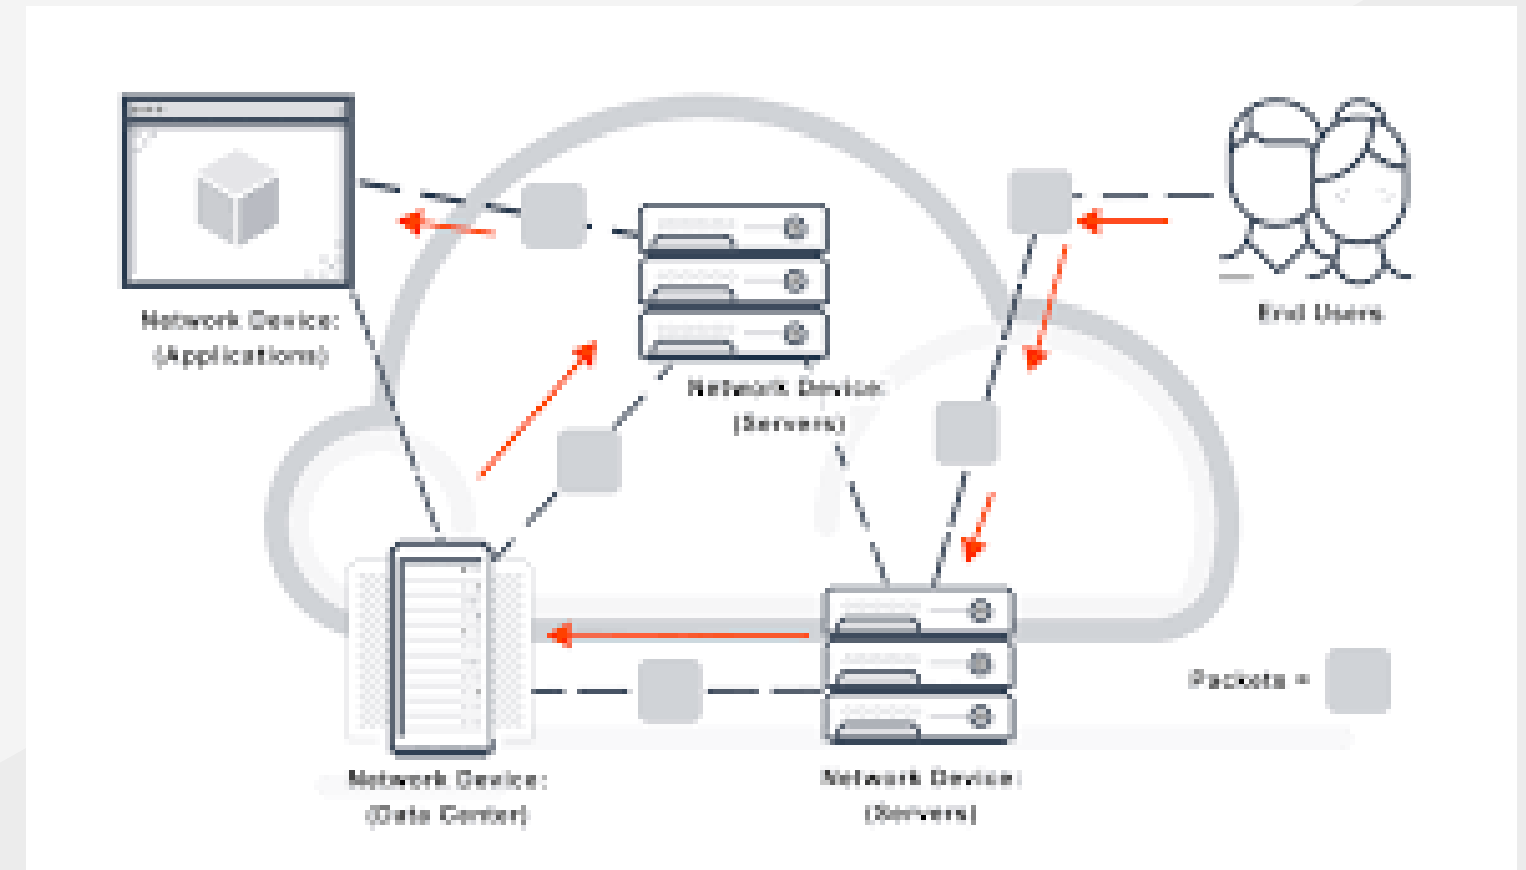 Network Device:
(Applications)
End Users
Network Device:
(Servers)
Packets =
Network Device:
(Data Center)
Network Device:
(Servers)